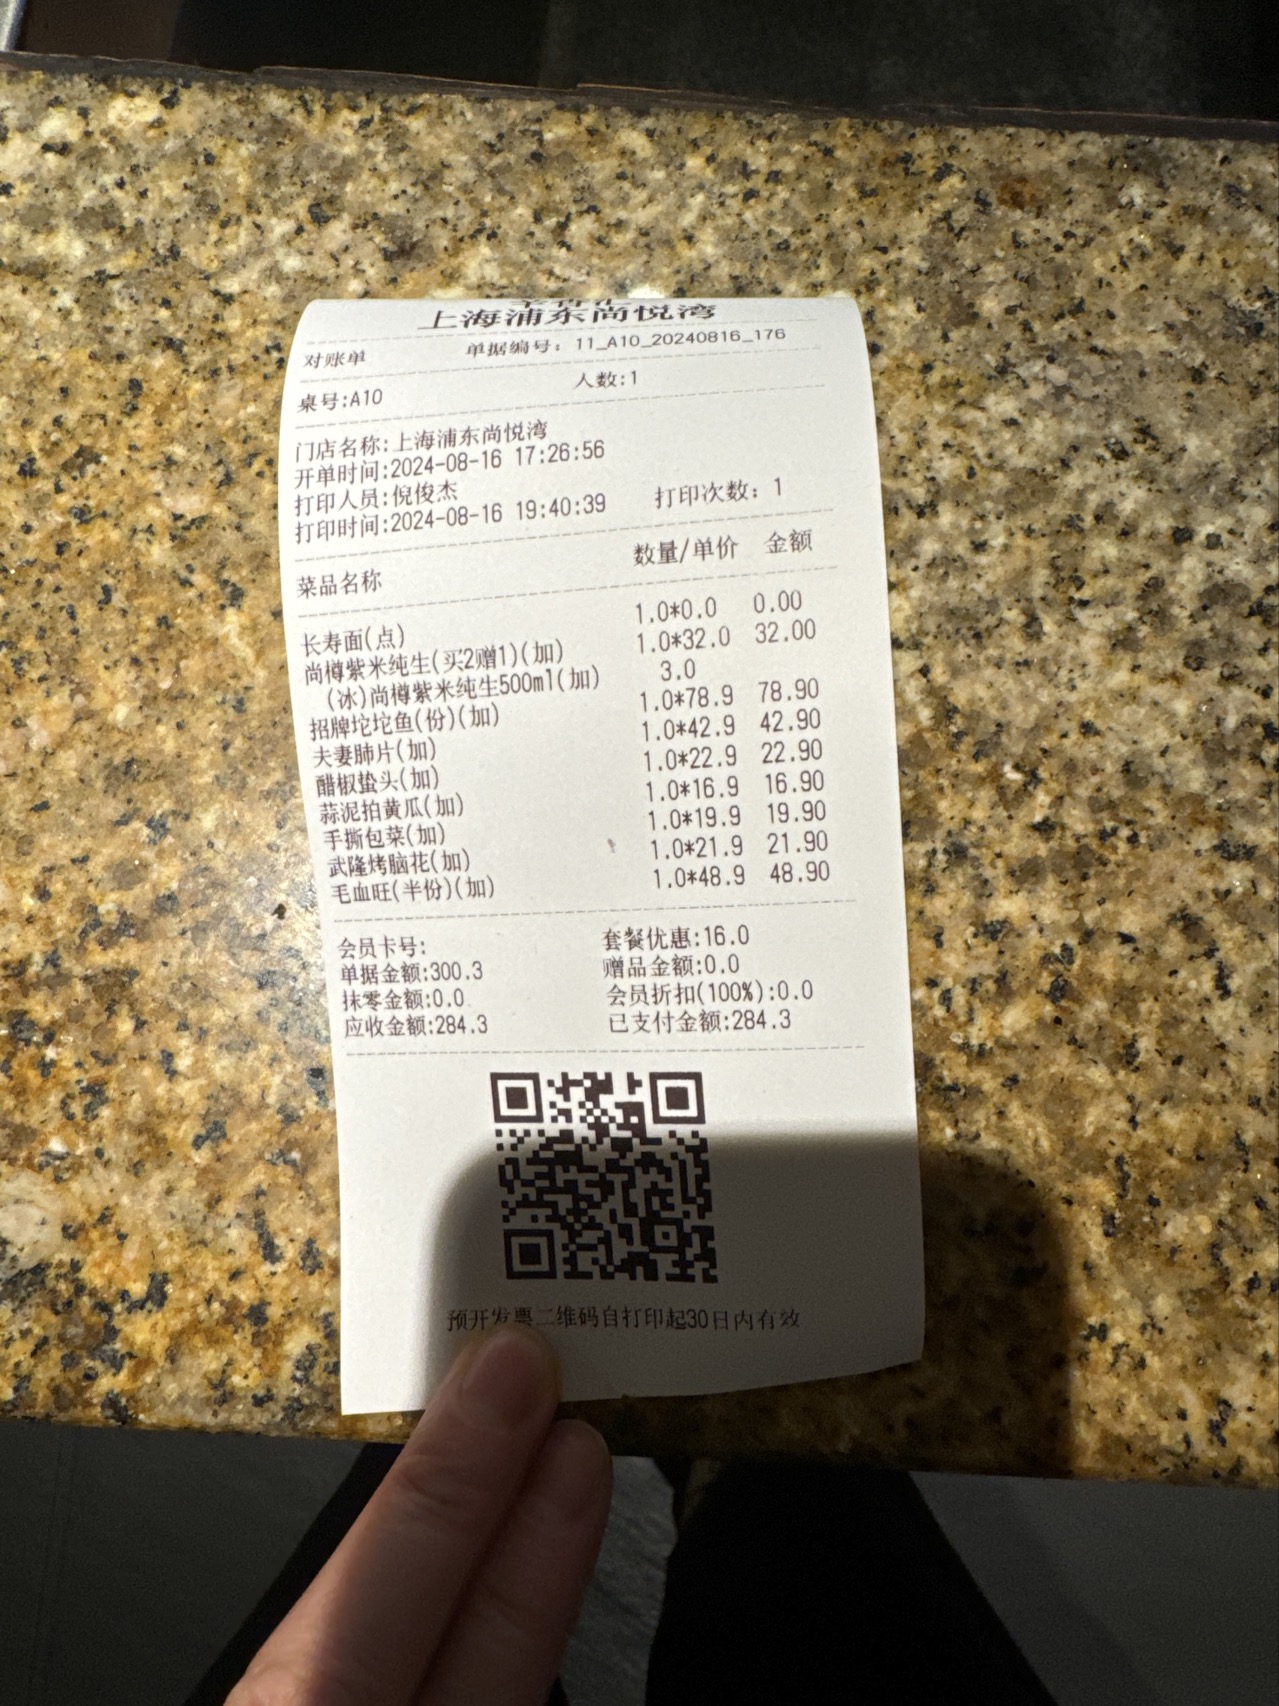 上海浦东尚悦湾
对账单 单据编号: 11_A10_20240816_176
桌号:A10 人数:1
门店名称:上海浦东尚悦湾
开单时间:2024-08-16 17:26:56
打印人员:倪俊杰 打印次数: 1
打印时间:2024-08-16 19:40:39
菜品名称 数量/单价 金额
长寿面(点) 1.0*0.0 0.00
尚樽紫米纯生(买2赠1)(加) 1.0*32.0 32.00
(冰)尚樽紫米纯生500ml(加) 3.0
招牌坨坨鱼(份)(加) 1.0*78.9 78.90
夫妻肺片(加) 1.0*42.9 42.90
醋椒蛰头(加) 1.0*22.9 22.90
蒜泥拍黄瓜(加) 1.0*16.9 16.90
手撕包菜(加) 1.0*19.9 19.90
武隆烤脑花(加) 1.0*21.9 21.90
毛血旺(半份)(加) 1.0*48.9 48.90
会员卡号: 套餐优惠:16.0
单据金额:300.3 赠品金额:0.0
抹零金额:0.0 会员折扣(100%):0.0
应收金额:284.3 已支付金额:284.3
预开发票二维码自打印起30日内有效